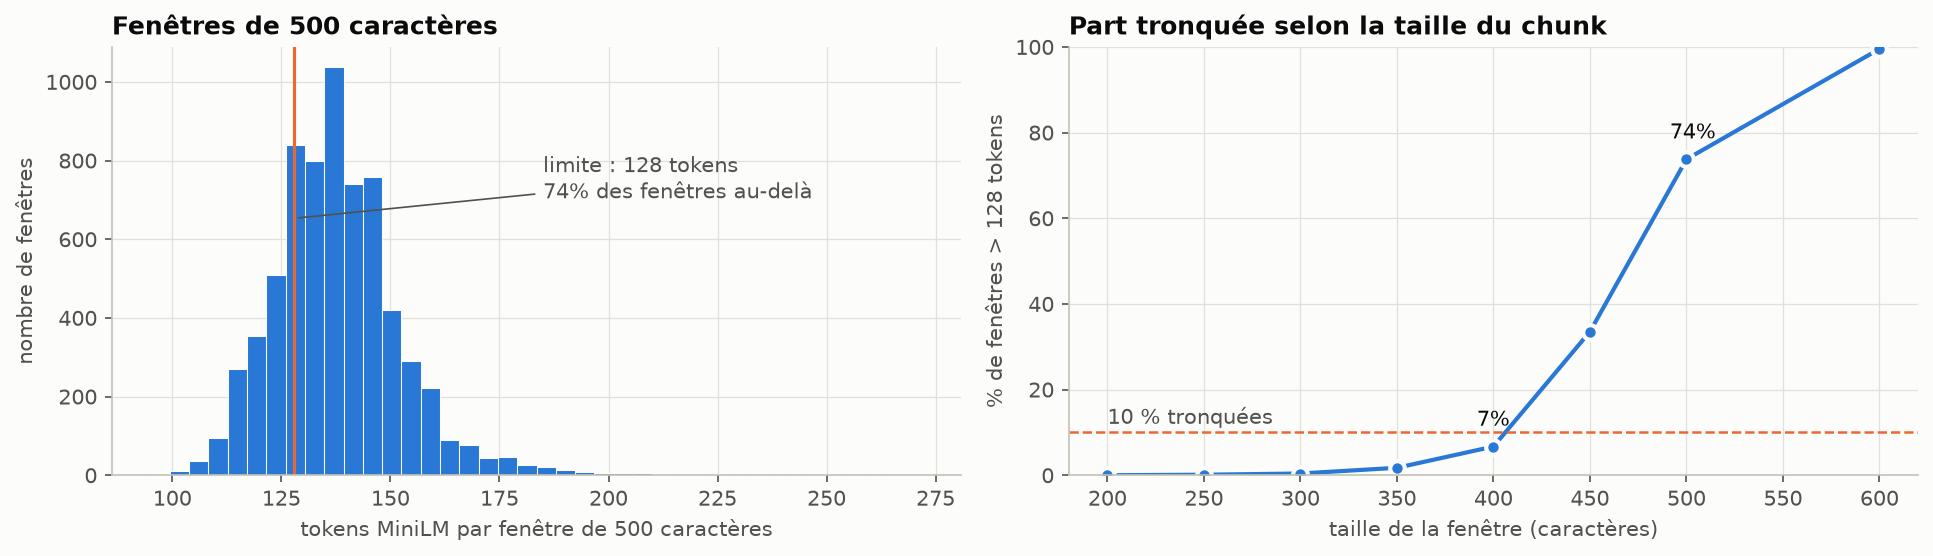 Fenêtres de 500 caractères
nombre de fenêtres
1000
800
600
400
200
0
limite : 128 tokens
74% des fenêtres au-delà
100 125 150 175 200 225 250 275
tokens MiniLM par fenêtre de 500 caractères
Part tronquée selon la taille du chunk
% de fenêtres > 128 tokens
100
80
60
40
20
0
74%
10 % tronquées
7%
200 250 300 350 400 450 500 550 600
taille de la fenêtre (caractères)